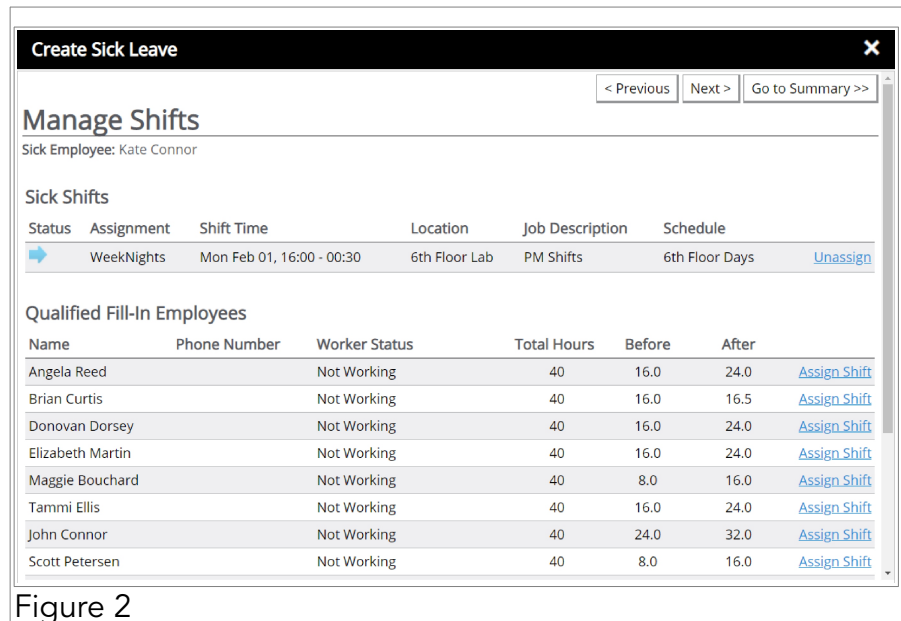 Create Sick Leave ×
< Previous Next > Go to Summary >>
Manage Shifts
Sick Employee: Kate Connor
Sick Shifts
Status Assignment Shift Time Location Job Description Schedule
WeekNights Mon Feb 01, 16:00 - 00:30 6th Floor Lab PM Shifts 6th Floor Days Unassign
Qualified Fill-In Employees
Name Phone Number Worker Status Total Hours Before After
Angela Reed Not Working 40 16.0 24.0 Assign Shift
Brian Curtis Not Working 40 16.0 16.5 Assign Shift
Donovan Dorsey Not Working 40 16.0 24.0 Assign Shift
Elizabeth Martin Not Working 40 16.0 24.0 Assign Shift
Maggie Bouchard Not Working 40 8.0 16.0 Assign Shift
Tammi Ellis Not Working 40 16.0 24.0 Assign Shift
John Connor Not Working 40 24.0 32.0 Assign Shift
Scott Petersen Not Working 40 8.0 16.0 Assign Shift
Figure 2